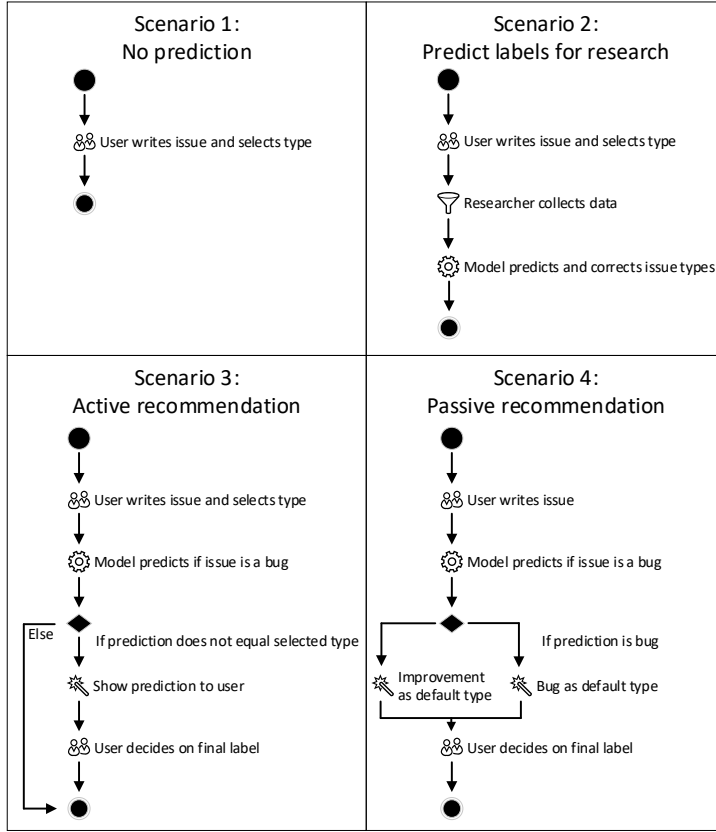 Scenario 1:
No prediction
User writes issue and selects type
Scenario 2:
Predict labels for research
User writes issue and selects type
Researcher collects data
Model predicts and corrects issue types
Scenario 3:
Active recommendation
User writes issue and selects type
Model predicts if issue is a bug
Else
If prediction does not equal selected type
Show prediction to user
User decides on final label
Scenario 4:
Passive recommendation
User writes issue
Model predicts if issue is a bug
If prediction is bug
Improvement
as default type
Bug as default type
User decides on final label